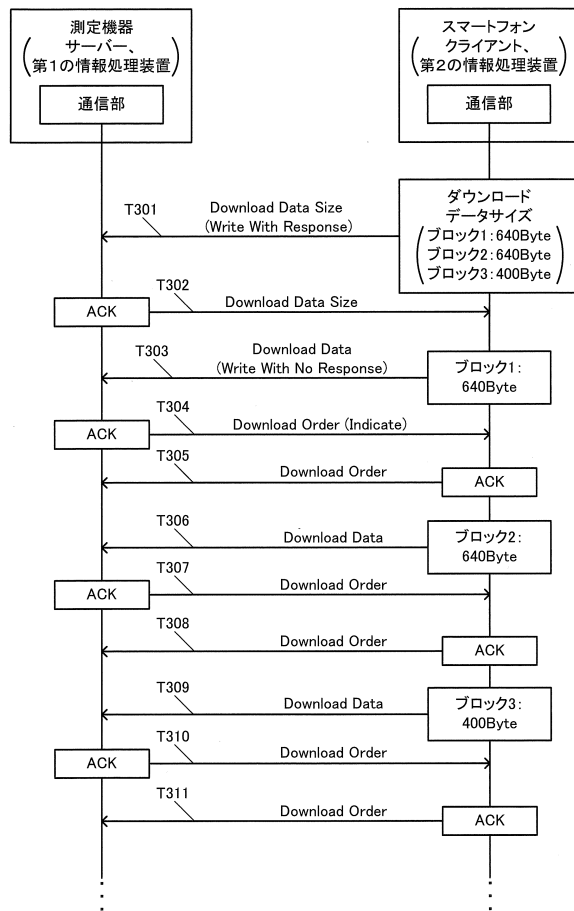 測定機器
サーバー、
第1の情報処理装置
通信部
スマートフォン
クライアント、
第2の情報処理装置
通信部
ダウンロード
データサイズ
ブロック1:640Byte
ブロック2:640Byte
ブロック3:400Byte
T301
Download Data Size
(Write With Response)
T302
ACK
Download Data Size
T303
Download Data
(Write With No Response)
ブロック1:
640Byte
T304
ACK
Download Order (Indicate)
T305
Download Order
ACK
T306
Download Data
ブロック2:
640Byte
T307
ACK
Download Order
T308
Download Order
ACK
T309
Download Data
ブロック3:
400Byte
T310
ACK
Download Order
T311
Download Order
ACK